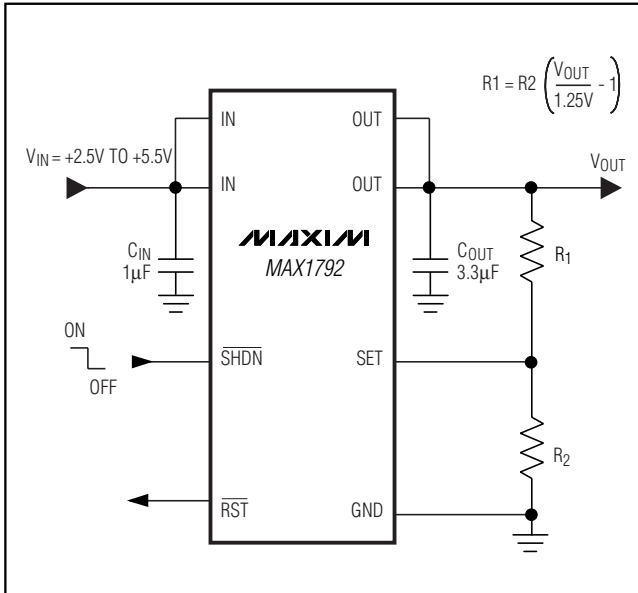 R1 = R2 (VOUT / 1.25V - 1)
VIN = +2.5V TO +5.5V
IN
OUT
VOUT
IN
OUT
CIN
1µF
MAXIM
MAX1792
COUT
3.3µF
R1
ON
OFF
SHDN
SET
R2
RST
GND